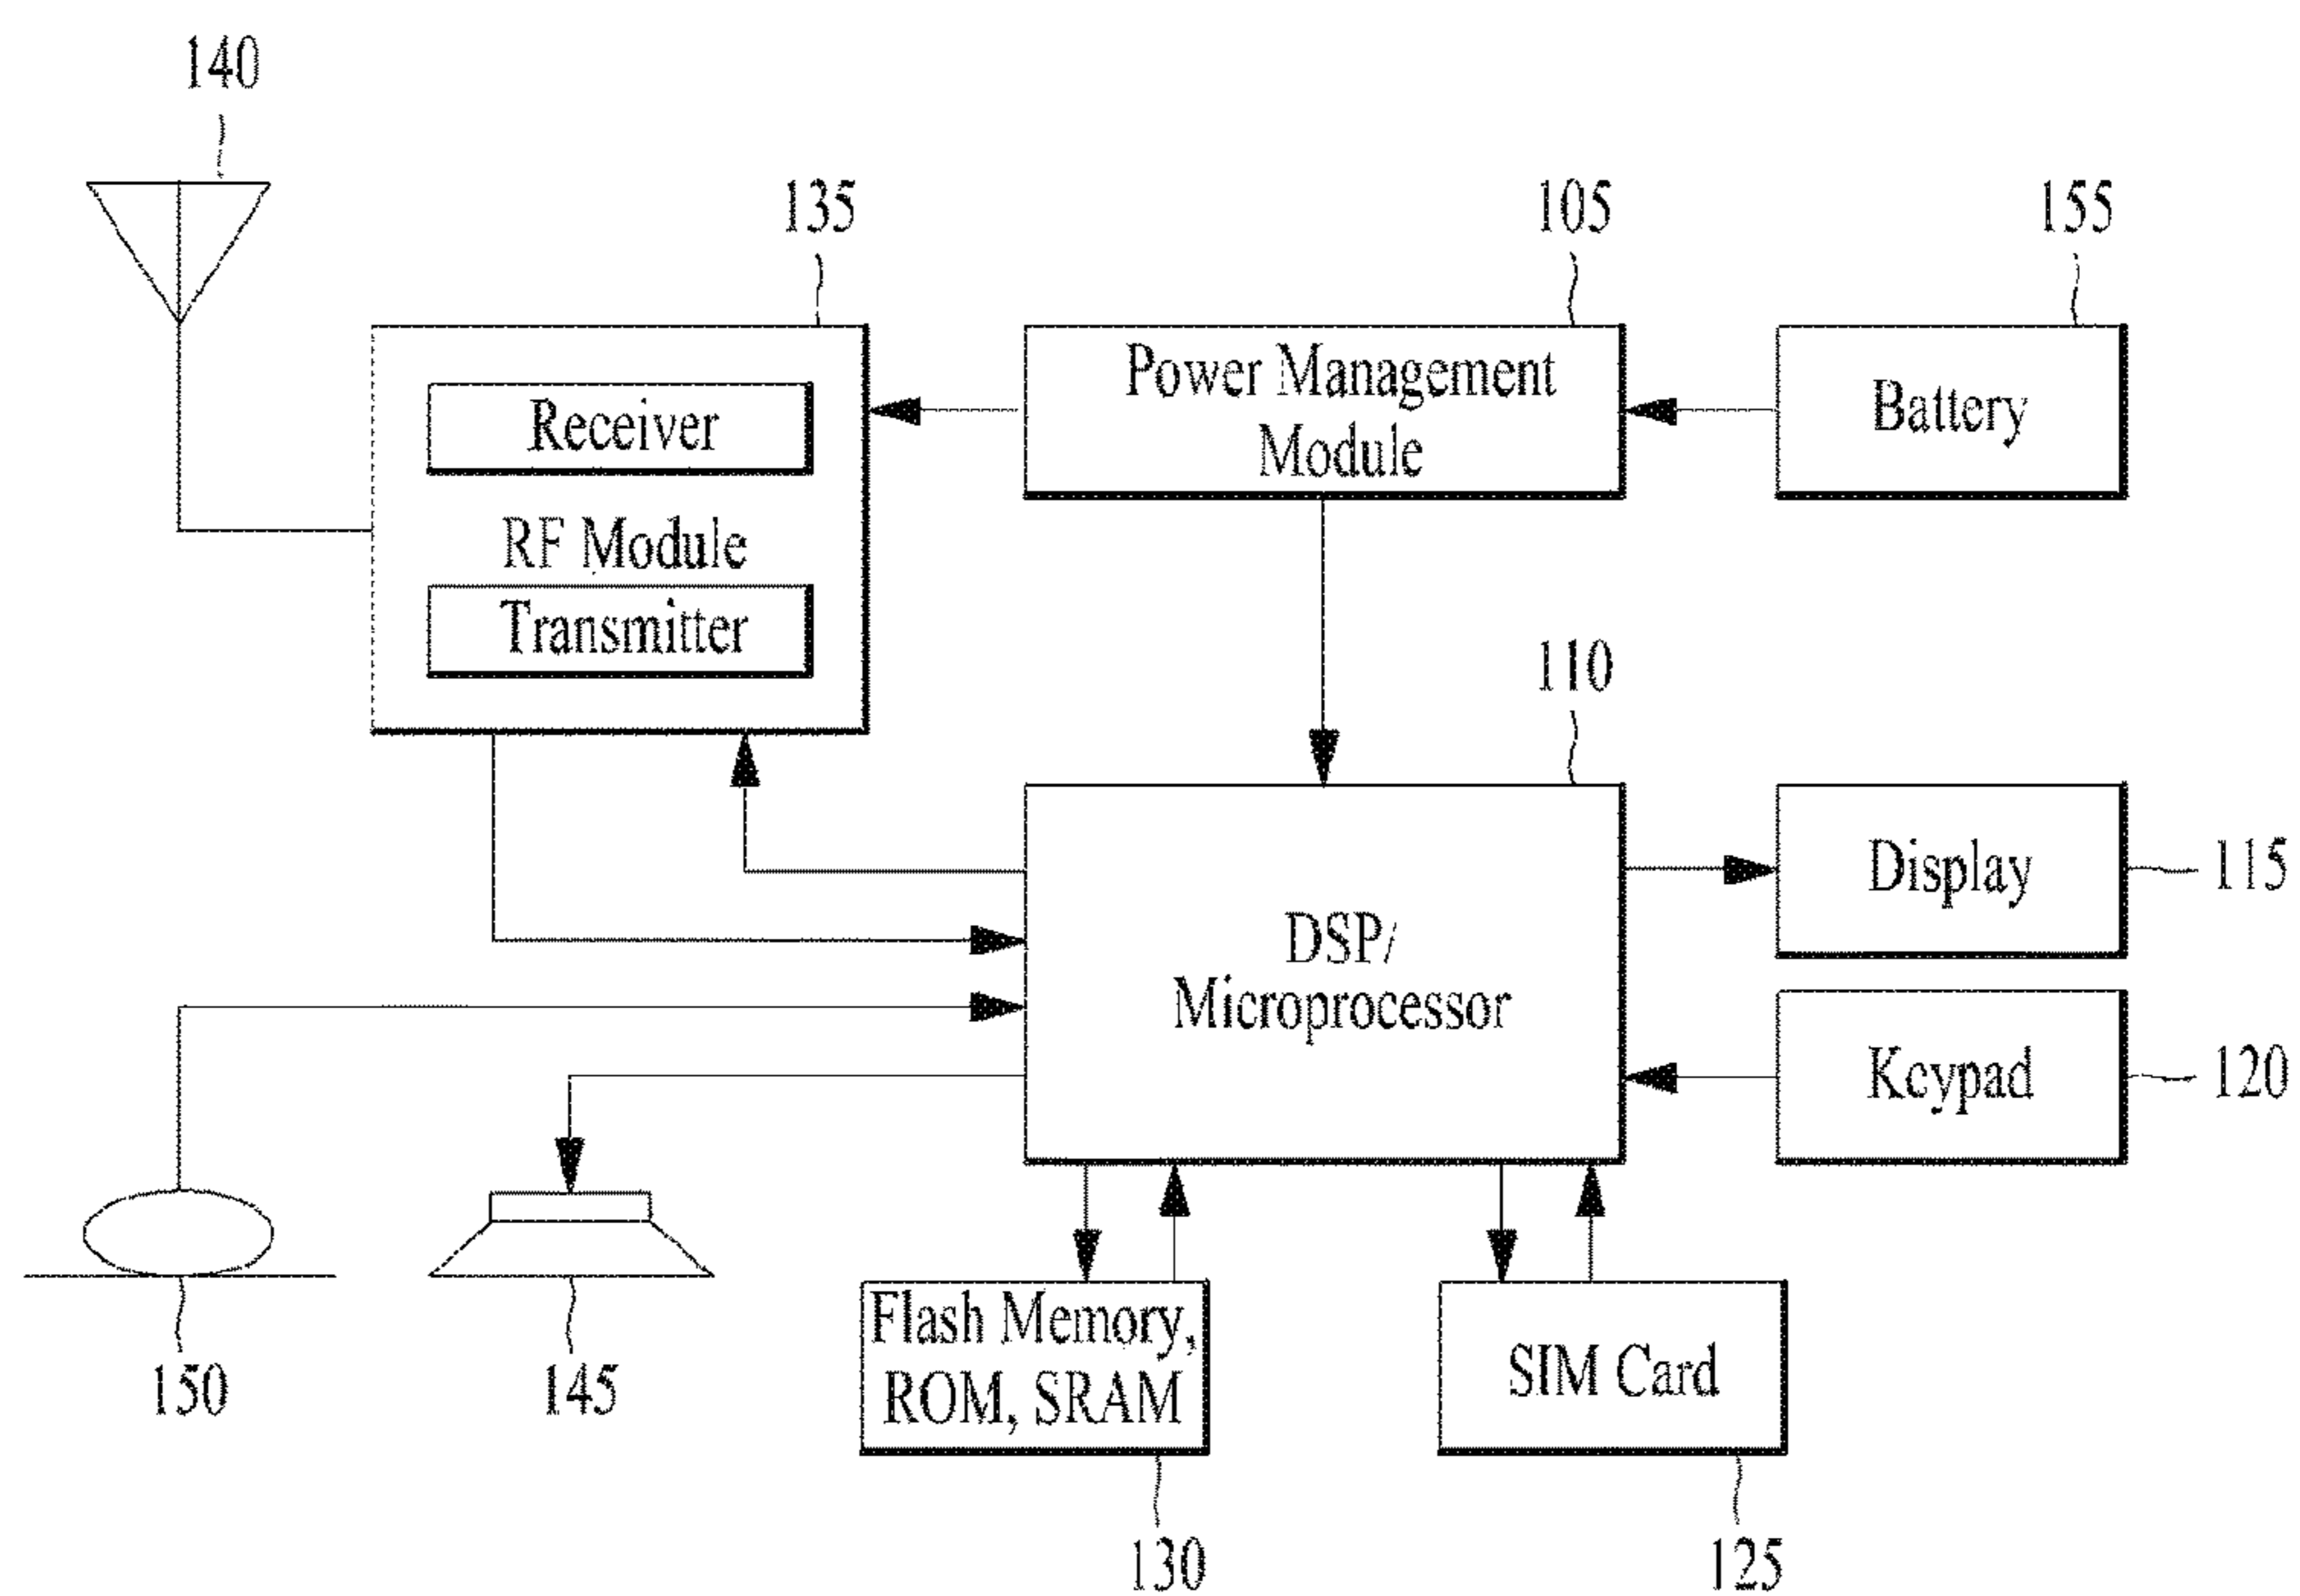 140
135
105
155
Receiver
RF Module
Transmitter
Power Management
Module
Battery
110
DSP/
Microprocessor
Display
115
Keypad
120
150
145
Flash Memory,
ROM, SRAM
SIM Card
130
125